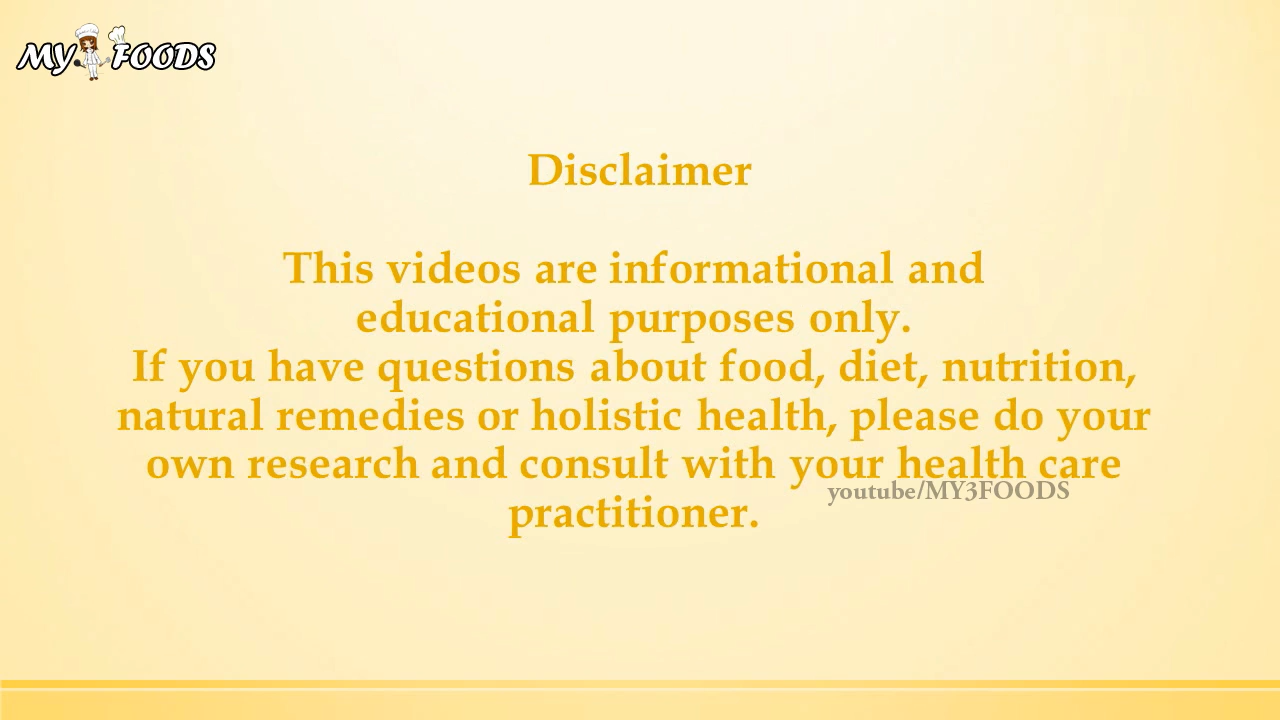 MY FOODS
Disclaimer
This videos are informational and
educational purposes only.
If you have questions about food, diet, nutrition,
natural remedies or holistic health, please do your
own research and consult with your health care
youtube/MY3FOODS
practitioner.